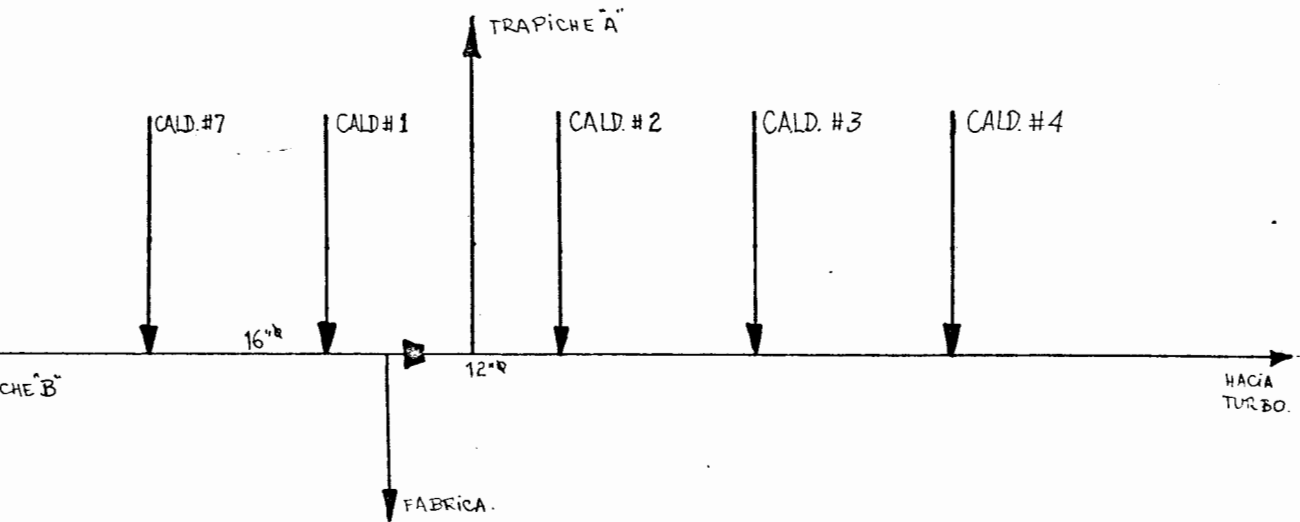 TRAPiCHE "A"
CALD. #7
CALD #1
CALD. #2
CALD. #3
CALD. #4
16"φ
12"φ
CHE "B"
HACiA
TURBO.
FABRiCA.